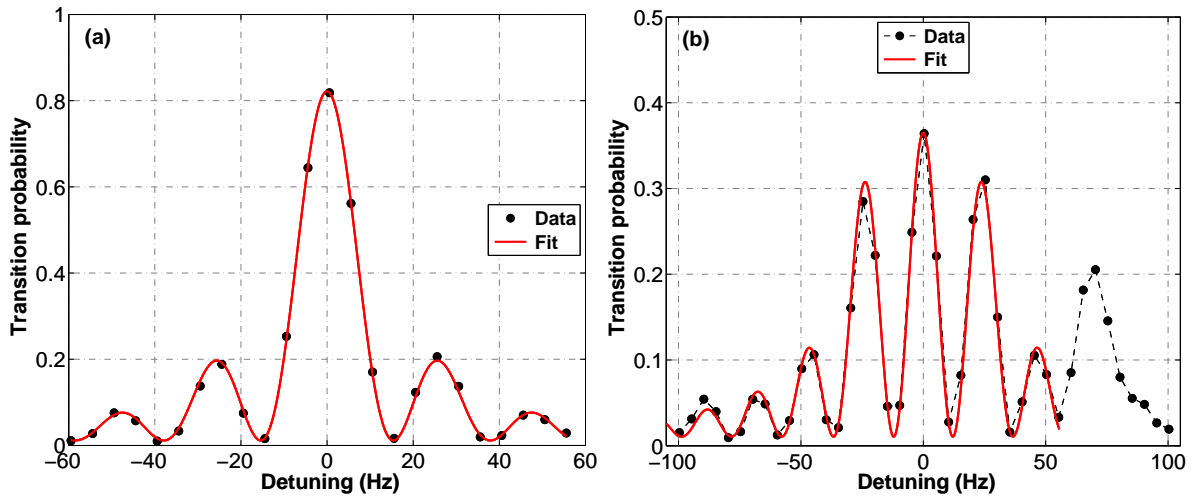 (a)
Transition probability
1
0.8
0.6
0.4
0.2
0
−60
−40
−20
0
20
40
60
Detuning (Hz)
Data
Fit
(b)
Transition probability
0.5
0.4
0.3
0.2
0.1
0
−100
−50
0
50
100
Detuning (Hz)
Data
Fit